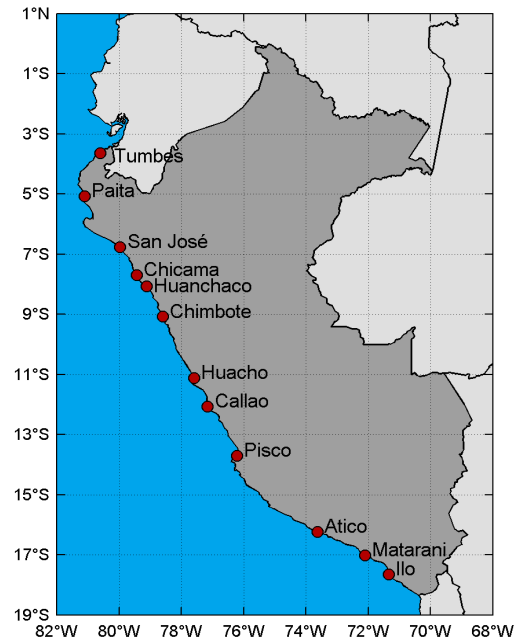 1°N
1°S
3°S
Tumbes
5°S
Paita
7°S
San José
Chicama
Huanchaco
9°S
Chimbote
11°S
Huacho
Callao
13°S
Pisco
15°S
Atico
17°S
Matarani
Ilo
19°S
82°W 80°W 78°W 76°W 74°W 72°W 70°W 68°W